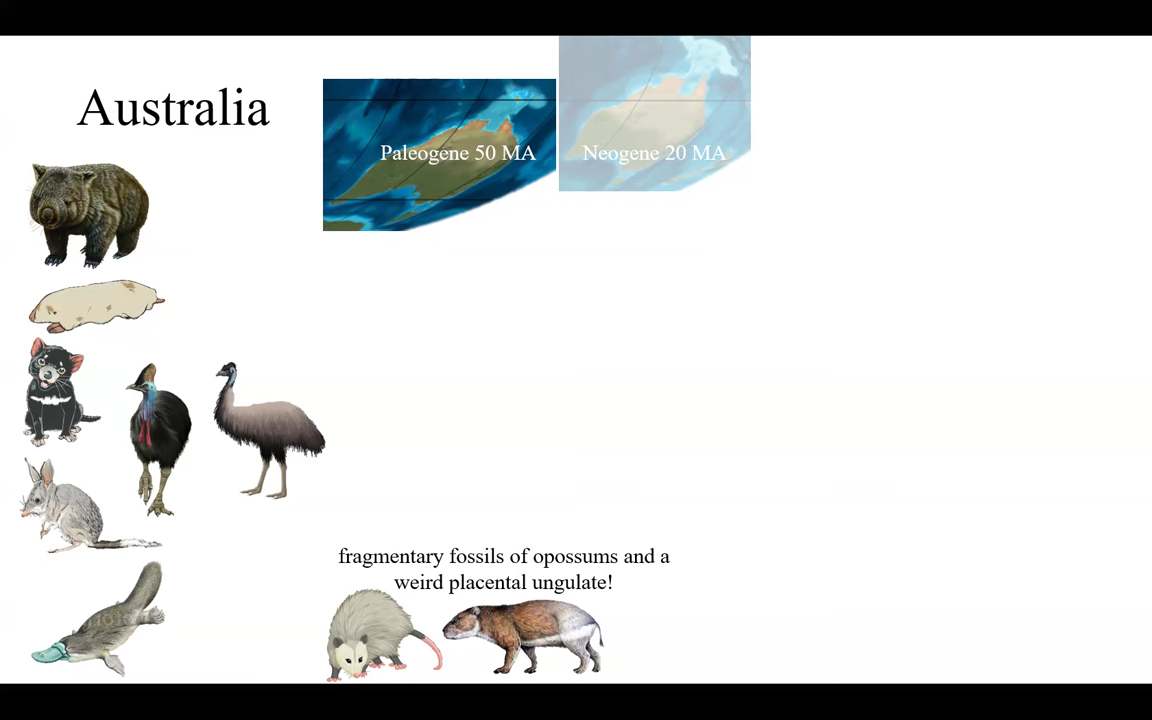 Australia
Paleogene 50 MA
Neogene 20 MA
fragmentary fossils of opossums and a
weird placental ungulate!